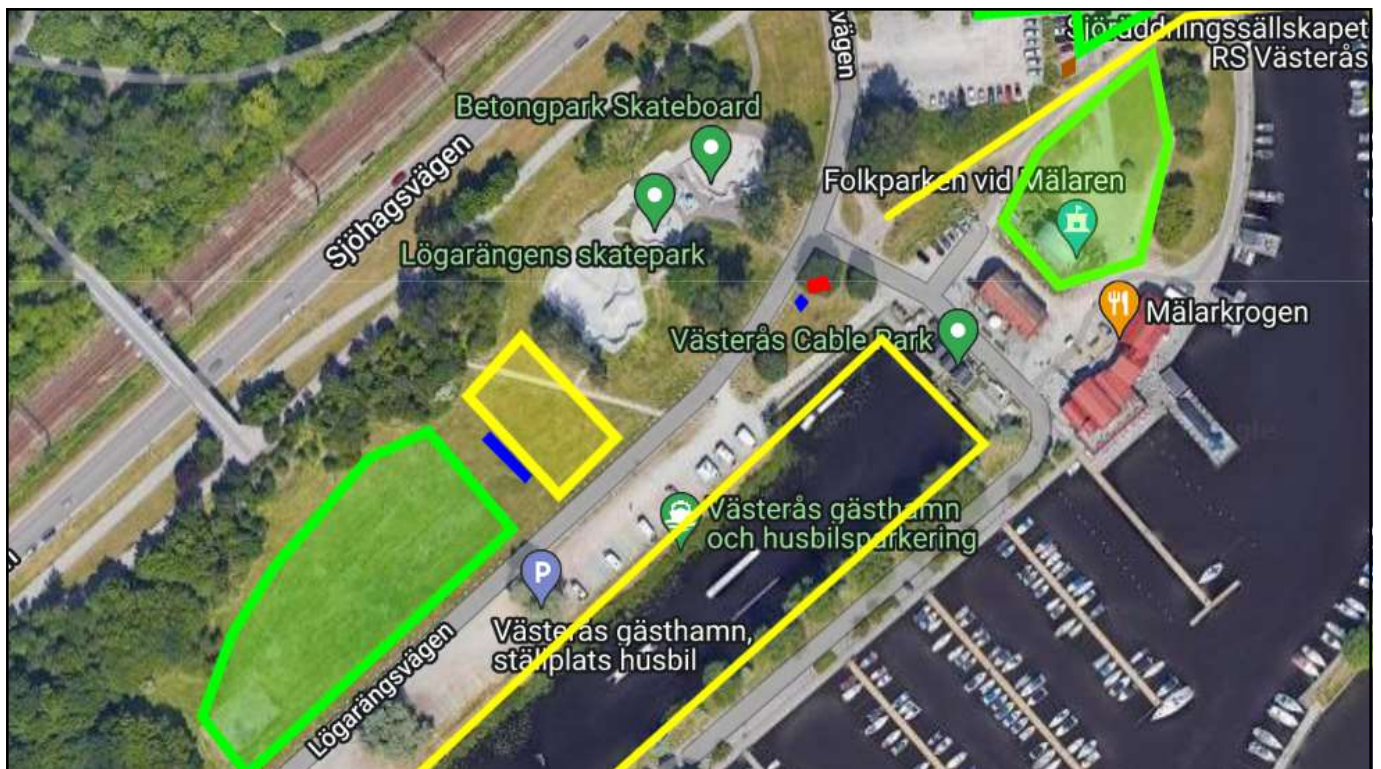 vägen
Sjöräddningssällskapet
RS Västerås
Betongpark Skateboard
Sjöhagsvägen
Folkparken vid Mälaren
Lögarängens skatepark
Mälarkrogen
Västerås Cable Park
Västerås gästhamn
och husbilsparkering
P
Västerås gästhamn,
ställplats husbil
Lögarängsvägen